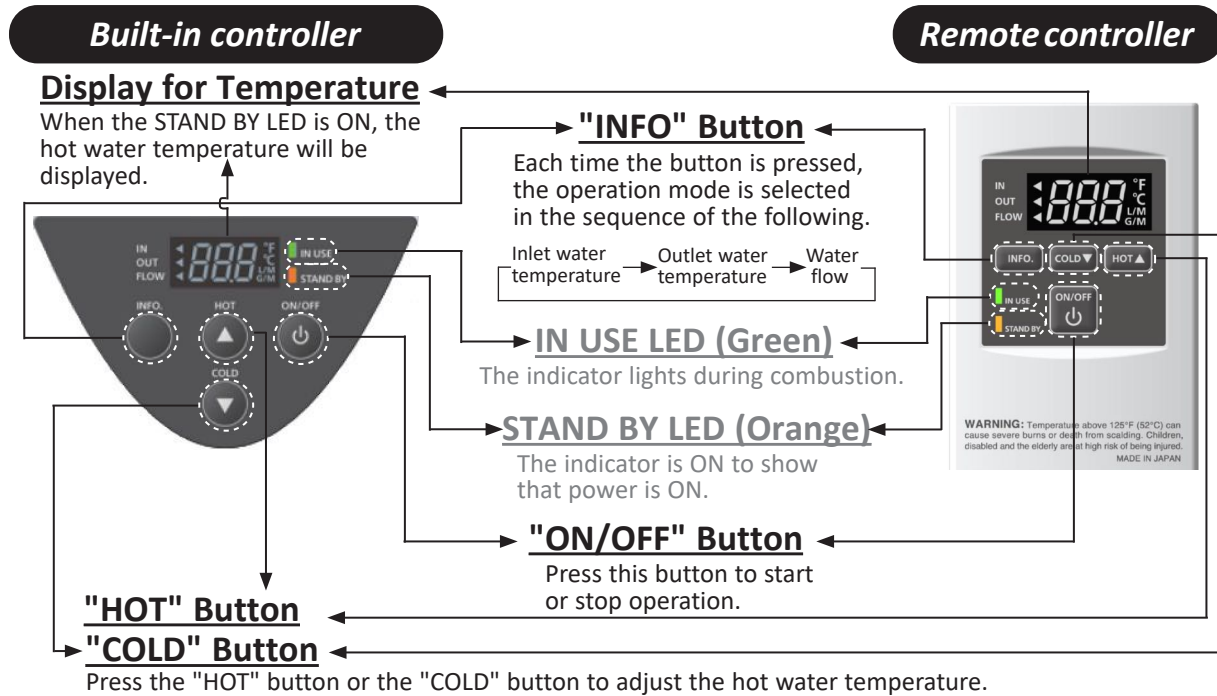 Built-in controller
Remote controller
Display for Temperature
When the STAND BY LED is ON, the
hot water temperature will be
displayed.
"INFO" Button
Each time the button is pressed,
the operation mode is selected
in the sequence of the following.
Inlet water
temperature
Outlet water
temperature
Water
flow
IN
OUT
FLOW
888
°F
°C
L/M
G/M
IN USE
STAND BY
INFO.
HOT
ON/OFF
COLD
IN
OUT
FLOW
888
°F
°C
L/M
G/M
INFO.
COLD▼
HOT▲
IN USE
ON/OFF
STAND BY
WARNING: Temperature above 125°F (52°C) can
cause severe burns or death from scalding. Children,
disabled and the elderly are at high risk of being injured.
MADE IN JAPAN
IN USE LED (Green)
The indicator lights during combustion.
STAND BY LED (Orange)
The indicator is ON to show
that power is ON.
"ON/OFF" Button
Press this button to start
or stop operation.
"HOT" Button
"COLD" Button
Press the "HOT" button or the "COLD" button to adjust the hot water temperature.